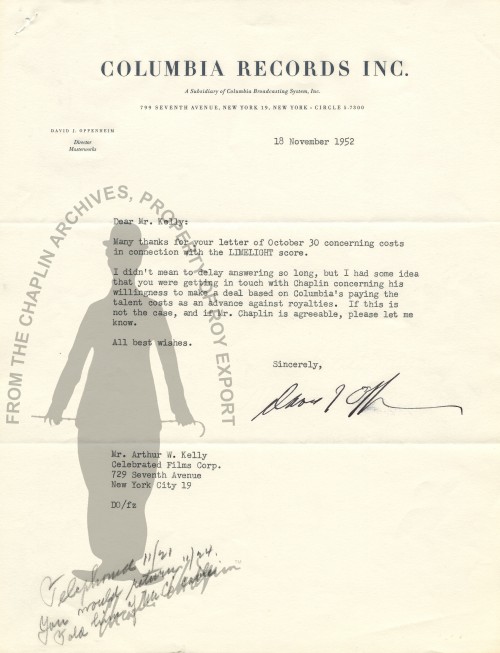 COLUMBIA RECORDS INC.
A Subsidiary of Columbia Broadcasting System, Inc.
799 SEVENTH AVENUE, NEW YORK 19, NEW YORK · CIRCLE 5-7300
DAVID J. OPPENHEIM
Director
Masterworks
18 November 1952
Dear Mr. Kelly:
Many thanks for your letter of October 30 concerning costs
in connection with the LIMELIGHT score.
I didn't mean to delay answering so long, but I had some idea
that you were getting in touch with Chaplin concerning his
willingness to make a deal based on Columbia's paying the
talent costs as an advance against royalties. If this is
not the case, and if Mr. Chaplin is agreeable, please let me
know.
All best wishes.
Sincerely,
Mr. Arthur W. Kelly
Celebrated Films Corp.
729 Seventh Avenue
New York City 19
DO/fz
Telephoned 11/21
You would return 11/24.
Told
FROM THE CHAPLIN ARCHIVES, PROPERTY OF ROY EXPORT